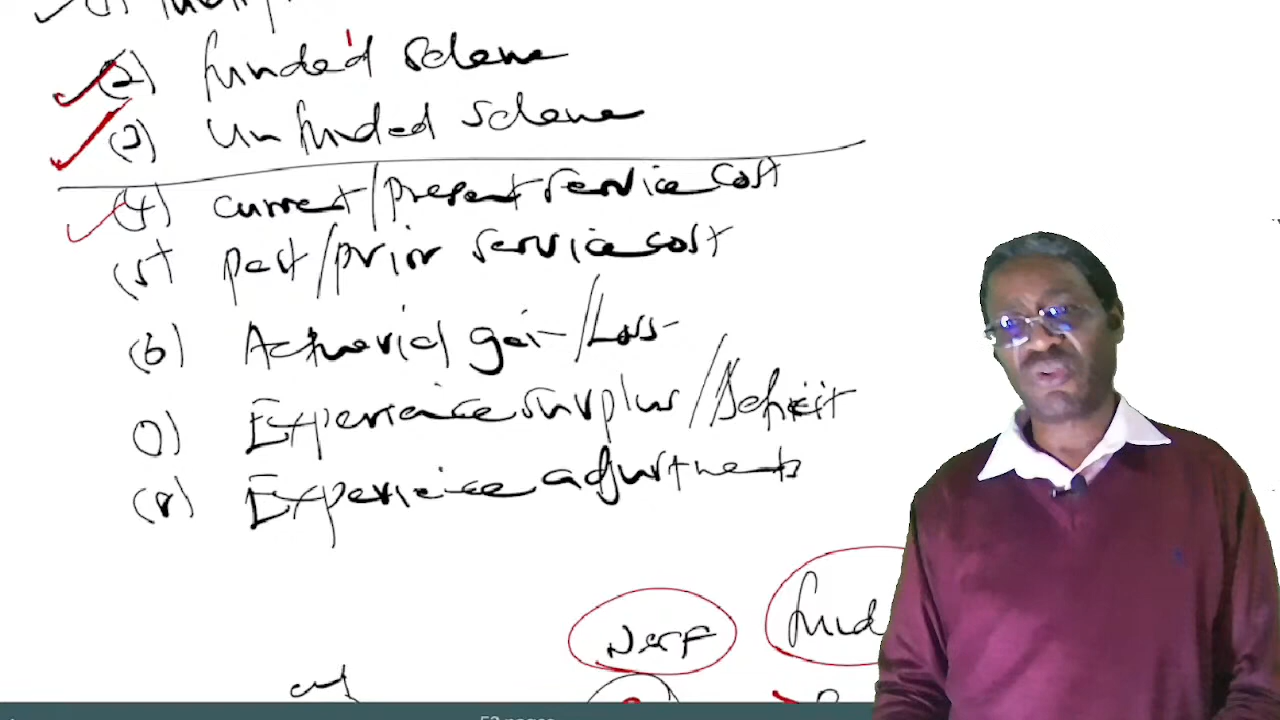 (2) funded scheme
(3) unfunded scheme
(4) current/present service cost
(5) past/prior service cost
(6) Actuarial gain/Loss
(7) Experience surplus/Deficit
(8) Experience adjustments
fund